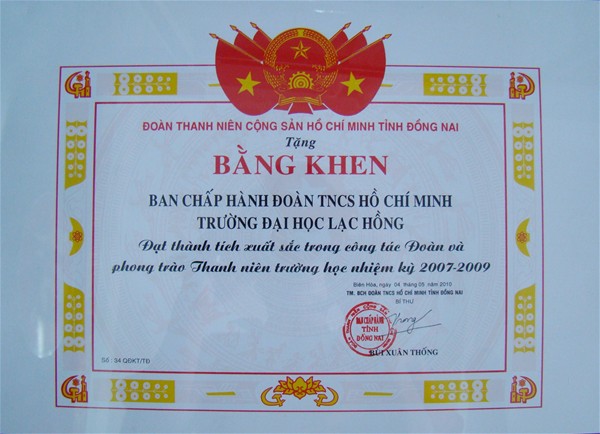 ĐOÀN THANH NIÊN CỘNG SẢN HỒ CHÍ MINH TỈNH ĐỒNG NAI
Tặng
BẰNG KHEN
BAN CHẤP HÀNH ĐOÀN TNCS HỒ CHÍ MINH
TRƯỜNG ĐẠI HỌC LẠC HỒNG
Đạt thành tích xuất sắc trong công tác Đoàn và
phong trào Thanh niên trường học nhiệm kỳ 2007-2009
Biên Hòa, ngày 04 tháng 05 năm 2010
TM. BCH ĐOÀN TNCS HỒ CHÍ MINH TỈNH ĐỒNG NAI
BÍ THƯ
BAN CHẤP HÀNH
TỈNH
ĐỒNG NAI
BÙI XUÂN THỐNG
Số : 54 QĐKT/TĐ